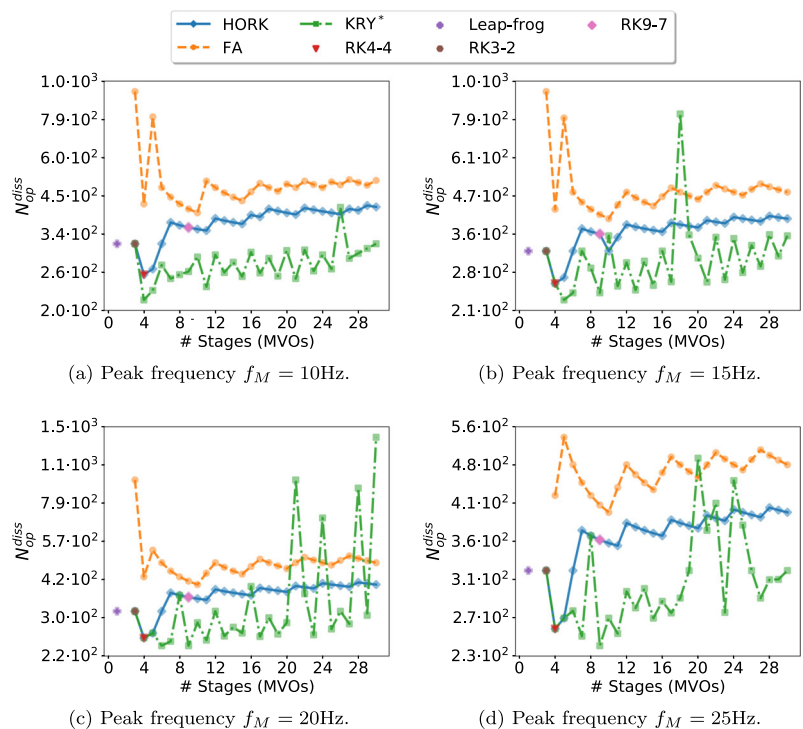 HORK KRY* Leap-frog RK9-7
FA RK4-4 RK3-2
1.0·10³ 1.0·10³
7.9·10² 7.9·10²
6.1·10² 6.1·10²
4.5·10² 4.5·10²
3.4·10² 3.6·10²
2.6·10² 2.8·10²
2.0·10² 2.1·10²
N_op^diss N_op^diss
0 4 8 12 16 20 24 28 0 4 8 12 16 20 24 28
# Stages (MVOs) # Stages (MVOs)
(a) Peak frequency f_M = 10Hz. (b) Peak frequency f_M = 15Hz.
1.5·10³ 5.6·10²
1.1·10³ 4.8·10²
7.9·10² 4.1·10²
5.7·10² 3.6·10²
4.2·10² 3.1·10²
3.0·10² 2.7·10²
2.2·10² 2.3·10²
N_op^diss N_op^diss
0 4 8 12 16 20 24 28 0 4 8 12 16 20 24 28
# Stages (MVOs) # Stages (MVOs)
(c) Peak frequency f_M = 20Hz. (d) Peak frequency f_M = 25Hz.